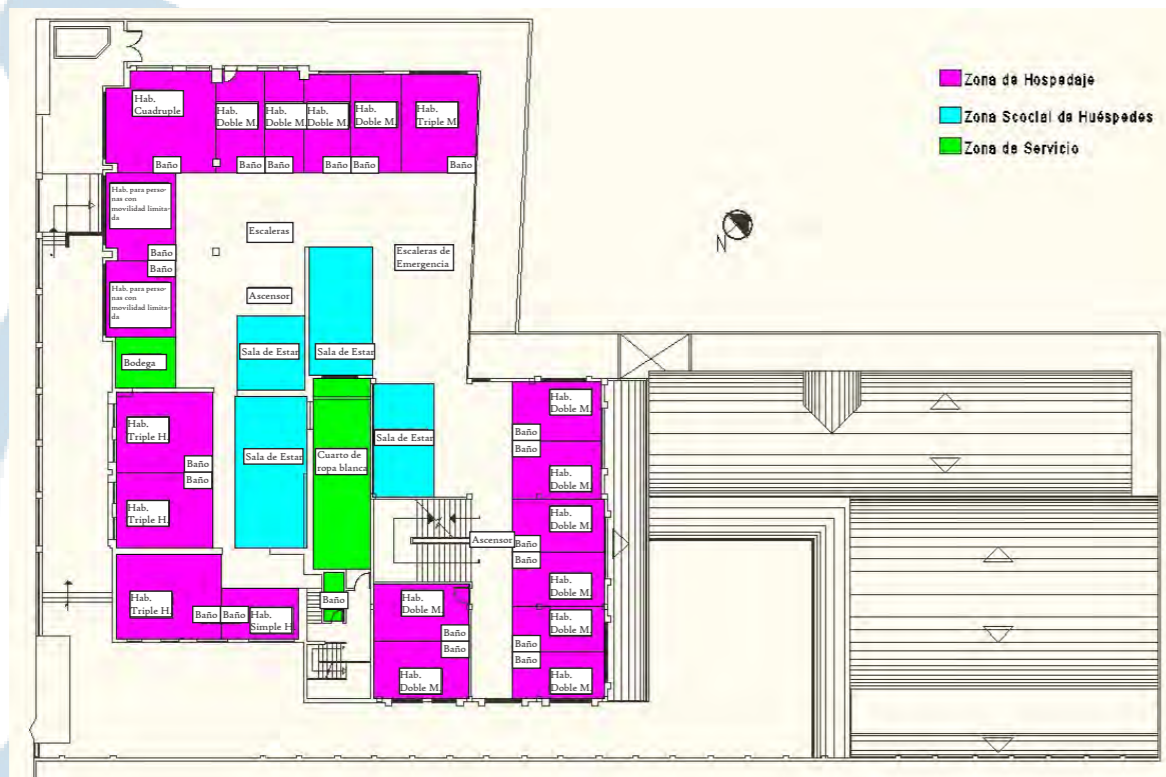 Zona de Hospedaje
Zona Scocial de Huéspedes
Zona de Servicio
N
Hab.
Cuadruple
Baño
Hab.
Doble M.
Baño
Hab.
Doble M.
Baño
Hab.
Doble M.
Baño
Hab.
Doble M.
Baño
Hab.
Triple M.
Baño
Hab. para perso-
nas con
movilidad limita-
da
Baño
Baño
Hab. para perso-
nas con
movilidad limita-
da
Escaleras
Escaleras de
Emergencia
Ascensor
Bodega
Sala de Estar
Sala de Estar
Hab.
Triple H.
Baño
Baño
Hab.
Triple H.
Sala de Estar
Cuarto de
ropa blanca
Sala de Estar
Hab.
Doble M.
Baño
Baño
Hab.
Doble M.
Hab.
Doble M.
Baño
Ascensor
Baño
Hab.
Doble M.
Hab.
Doble M.
Baño
Baño
Hab.
Doble M.
Hab.
Triple H.
Baño
Baño
Hab.
Simple H.
Baño
Hab.
Doble M.
Baño
Baño
Hab.
Doble M.